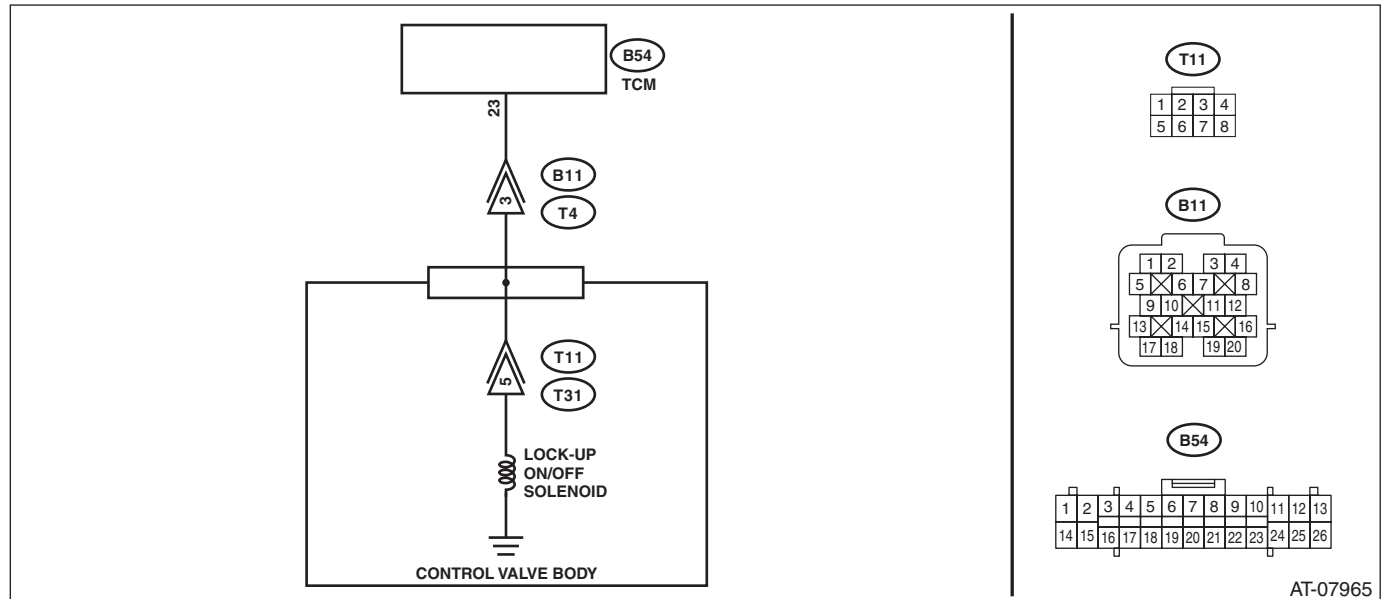 B54
TCM
23
B11
3
T4
T11
5
T31
LOCK-UP
ON/OFF
SOLENOID
CONTROL VALVE BODY
T11
1 2 3 4
5 6 7 8
B11
1 2 3 4
5 6 7 8
9 10 11 12
13 14 15 16
17 18 19 20
B54
1 2 3 4 5 6 7 8 9 10 11 12 13
14 15 16 17 18 19 20 21 22 23 24 25 26
AT-07965